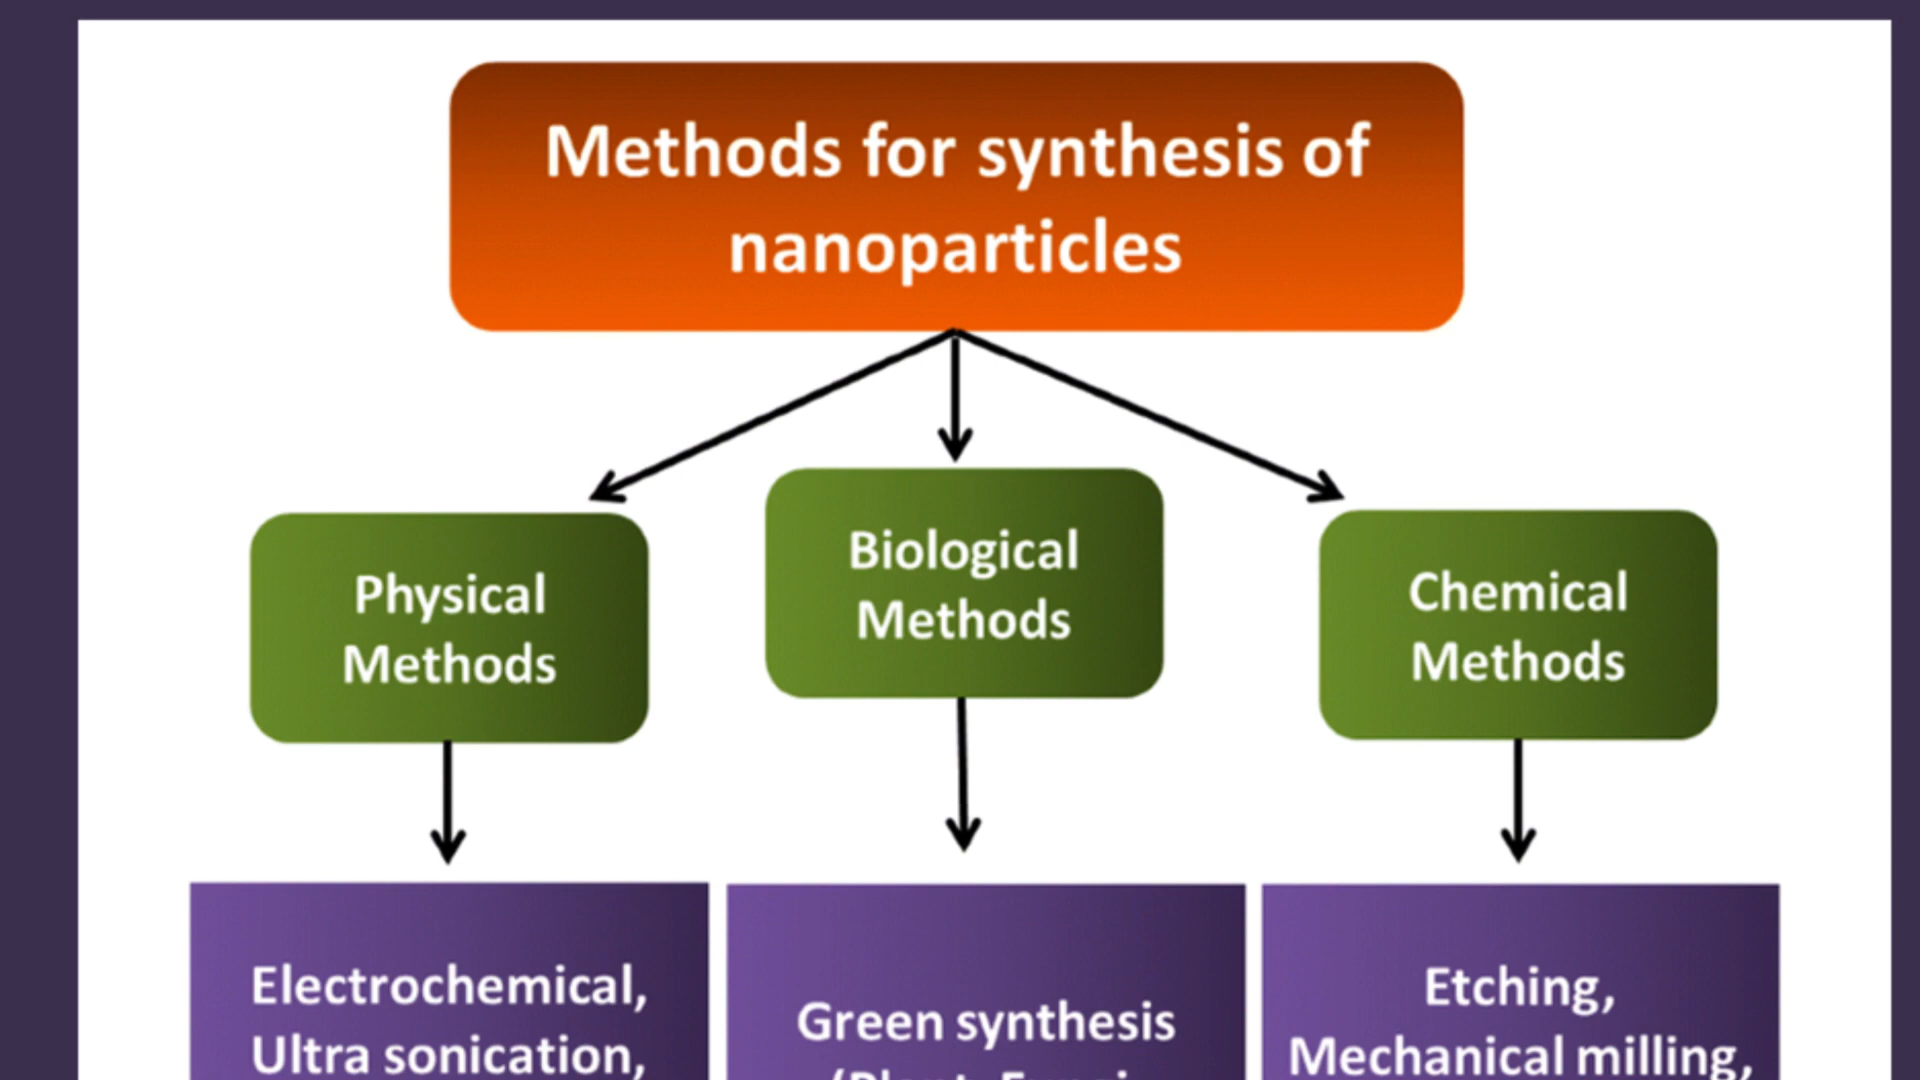 Methods for synthesis of
nanoparticles
Physical
Methods
Biological
Methods
Chemical
Methods
Electrochemical,
Ultra sonication,
Green synthesis
Etching,
Mechanical milling,